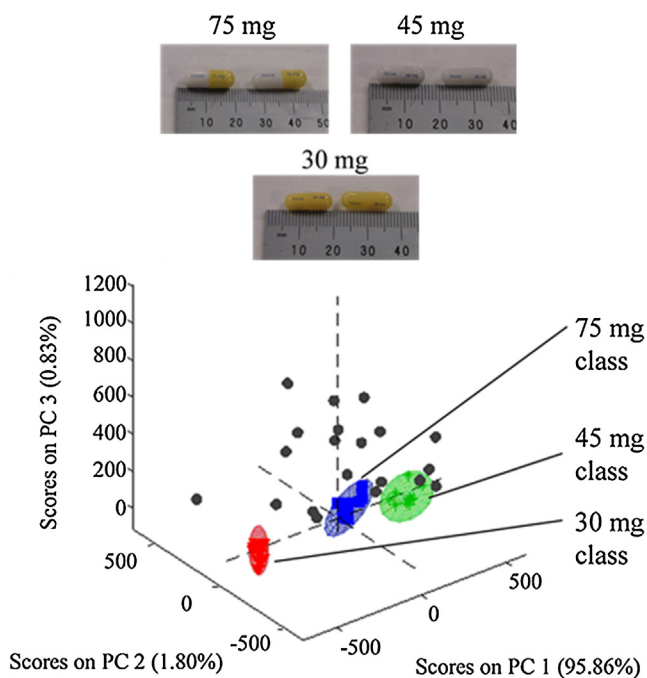 75 mg
45 mg
mm 10 20 30 40 50
mm 10 20 30 40
30 mg
mm 10 20 30 40
1200
1000
800
600
400
200
0
Scores on PC 3 (0.83%)
75 mg
class
45 mg
class
30 mg
class
500
0
-500
Scores on PC 2 (1.80%)
-500
0
500
Scores on PC 1 (95.86%)